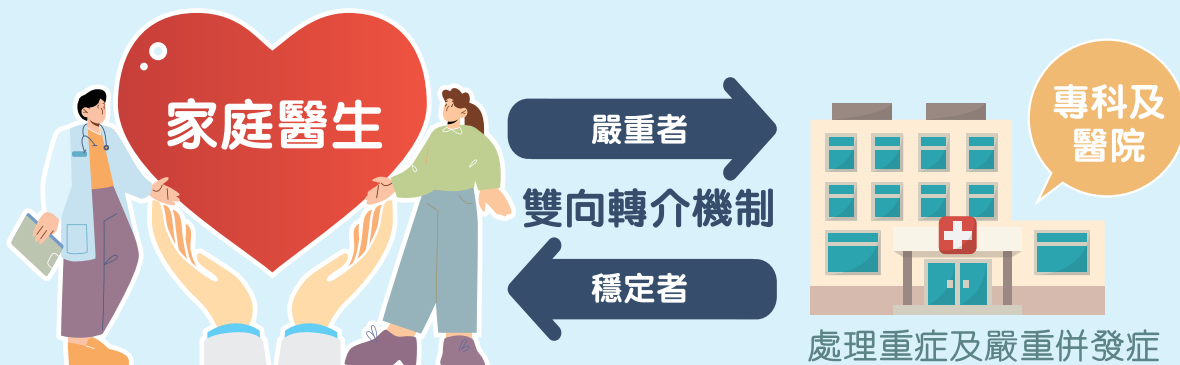 家庭醫生
嚴重者
雙向轉介機制
穩定者
專科及
醫院
處理重症及嚴重併發症